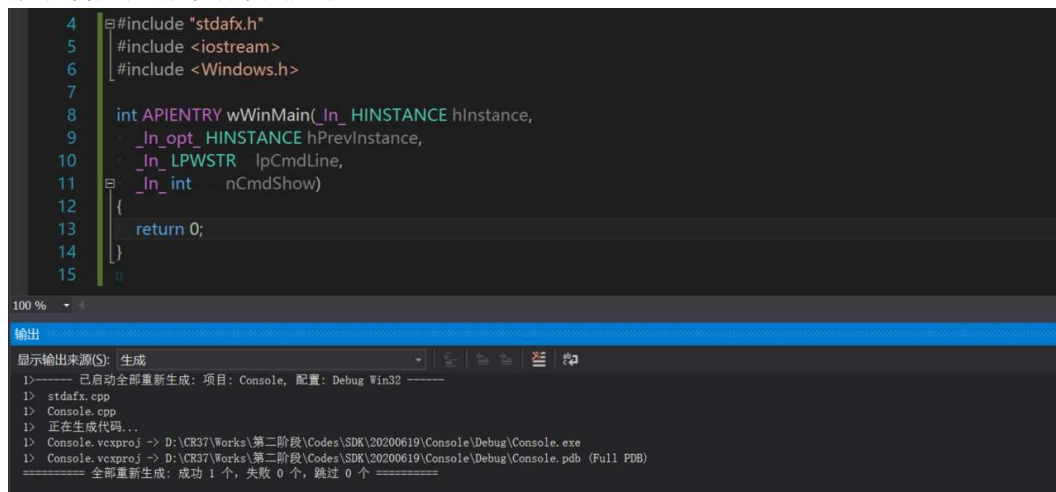 4 #include "stdafx.h"
5 #include <iostream>
6 #include <Windows.h>
7
8 int APIENTRY wWinMain(_In_ HINSTANCE hInstance,
9 _In_opt_ HINSTANCE hPrevInstance,
10 _In_ LPWSTR lpCmdLine,
11 _In_ int nCmdShow)
12 {
13 return 0;
14 }
15
100 %
输出
显示输出来源(S): 生成
1>------ 已启动全部重新生成: 项目: Console, 配置: Debug Win32 ------
1> stdafx.cpp
1> Console.cpp
1> 正在生成代码...
1> Console.vcxproj -> D:\CR37\Works\第二阶段\Codes\SDK\20200619\Console\Debug\Console.exe
1> Console.vcxproj -> D:\CR37\Works\第二阶段\Codes\SDK\20200619\Console\Debug\Console.pdb (Full PDB)
========== 全部重新生成: 成功 1 个，失败 0 个，跳过 0 个 ==========